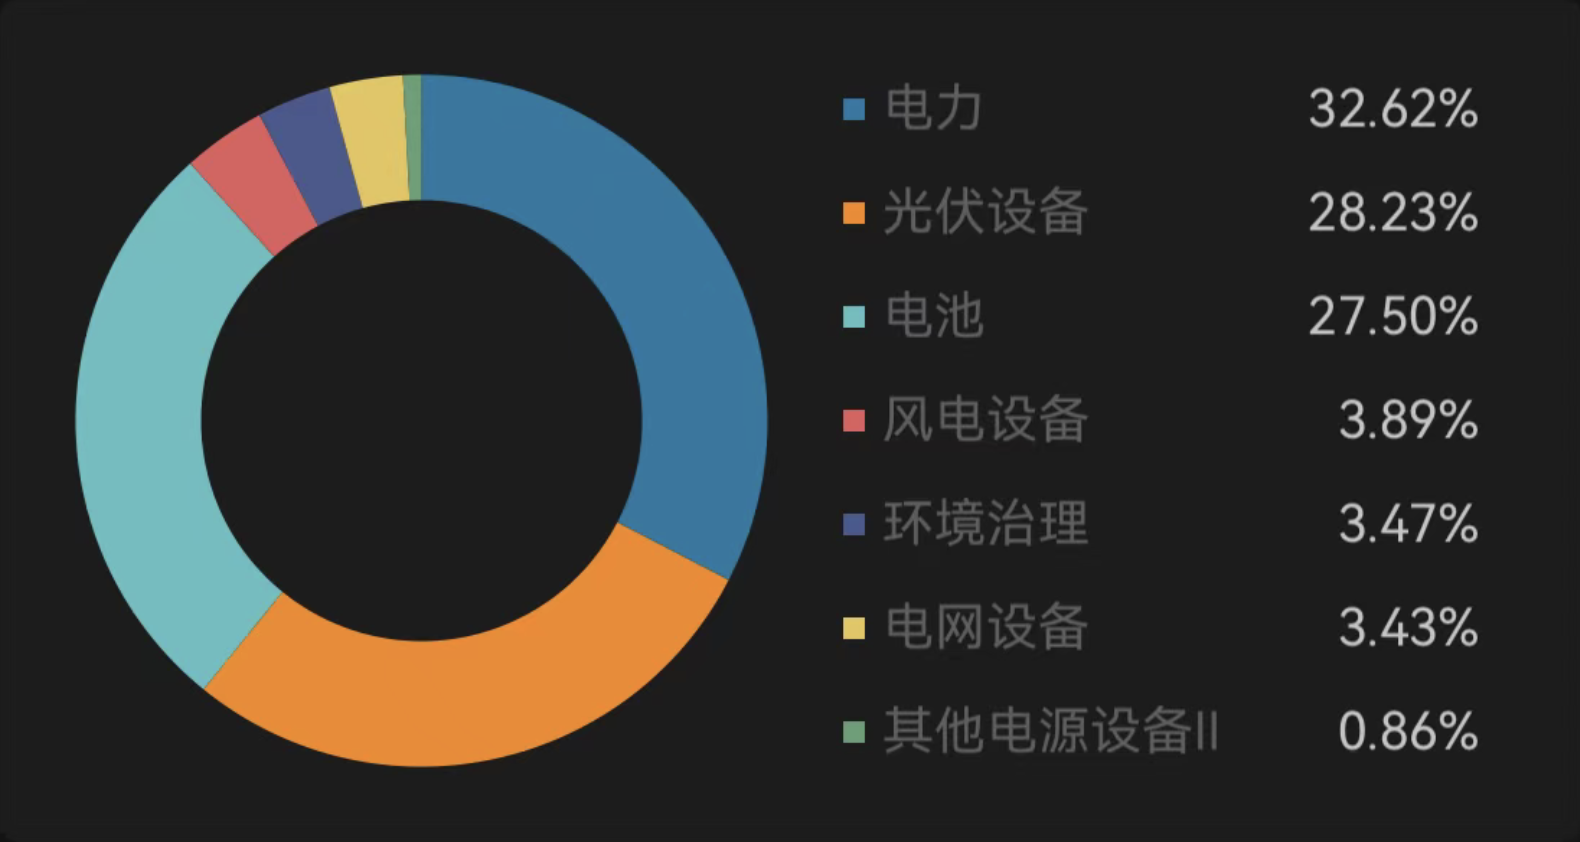 电力 32.62%
光伏设备 28.23%
电池 27.50%
风电设备 3.89%
环境治理 3.47%
电网设备 3.43%
其他电源设备II 0.86%